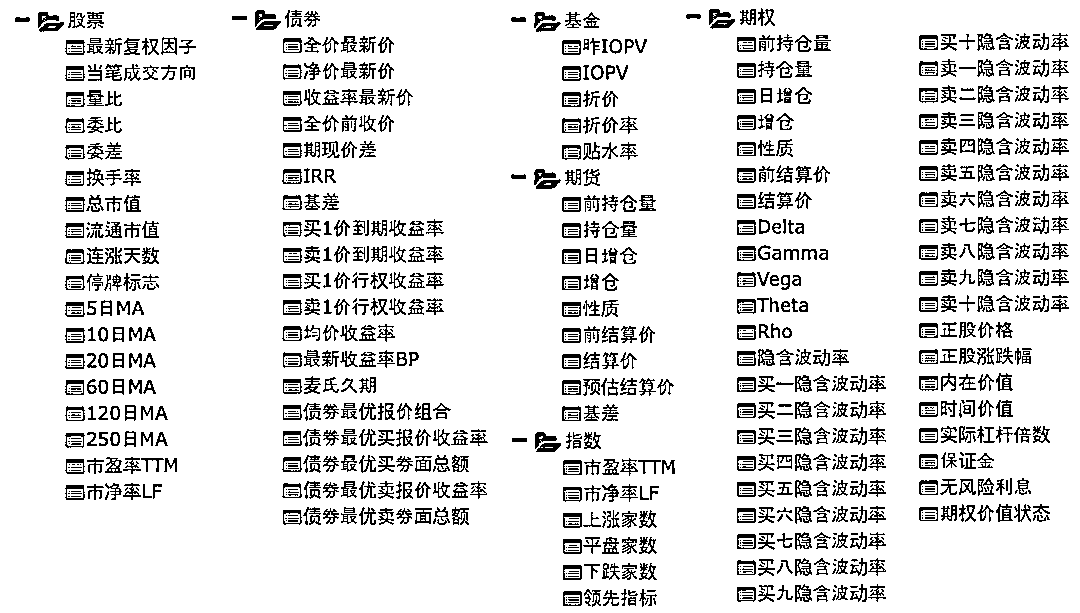 股票
最新复权因子
当笔成交方向
量比
委比
委差
换手率
总市值
流通市值
连涨天数
停牌标志
5日MA
10日MA
20日MA
60日MA
120日MA
250日MA
市盈率TTM
市净率LF
债券
全价最新价
净价最新价
收益率最新价
全价前收价
期现价差
IRR
基差
买1价到期收益率
卖1价到期收益率
买1价行权收益率
卖1价行权收益率
均价收益率
最新收益率BP
麦氏久期
债券最优报价组合
债券最优买报价收益率
债券最优买券面总额
债券最优卖报价收益率
债券最优卖券面总额
基金
昨IOPV
IOPV
折价
折价率
贴水率
期货
前持仓量
持仓量
日增仓
增仓
性质
前结算价
结算价
预估结算价
基差
指数
市盈率TTM
市净率LF
上涨家数
平盘家数
下跌家数
领先指标
期权
前持仓量
持仓量
日增仓
增仓
性质
前结算价
结算价
Delta
Gamma
Vega
Theta
Rho
隐含波动率
买一隐含波动率
买二隐含波动率
买三隐含波动率
买四隐含波动率
买五隐含波动率
买六隐含波动率
买七隐含波动率
买八隐含波动率
买九隐含波动率
买十隐含波动率
卖一隐含波动率
卖二隐含波动率
卖三隐含波动率
卖四隐含波动率
卖五隐含波动率
卖六隐含波动率
卖七隐含波动率
卖八隐含波动率
卖九隐含波动率
卖十隐含波动率
正股价格
正股涨跌幅
内在价值
时间价值
实际杠杆倍数
保证金
无风险利息
期权价值状态